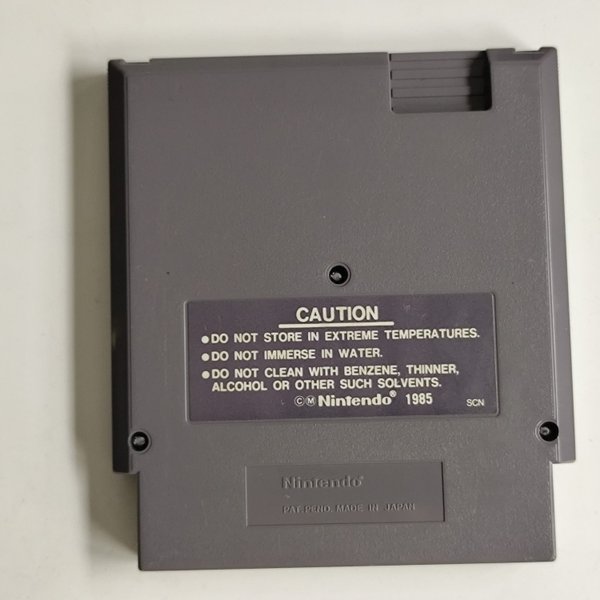 CAUTION
●DO NOT STORE IN EXTREME TEMPERATURES.
●DO NOT IMMERSE IN WATER.
●DO NOT CLEAN WITH BENZENE, THINNER,
ALCOHOL OR OTHER SUCH SOLVENTS.
ⒸⓂNintendo® 1985 SCN
Nintendo®
PAT. PEND. MADE IN JAPAN